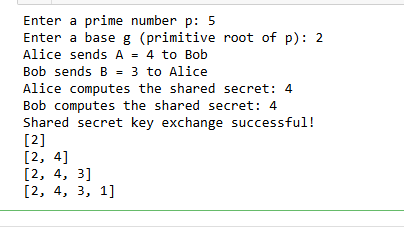 Enter a prime number p: 5
Enter a base g (primitive root of p): 2
Alice sends A = 4 to Bob
Bob sends B = 3 to Alice
Alice computes the shared secret: 4
Bob computes the shared secret: 4
Shared secret key exchange successful!
[2]
[2, 4]
[2, 4, 3]
[2, 4, 3, 1]